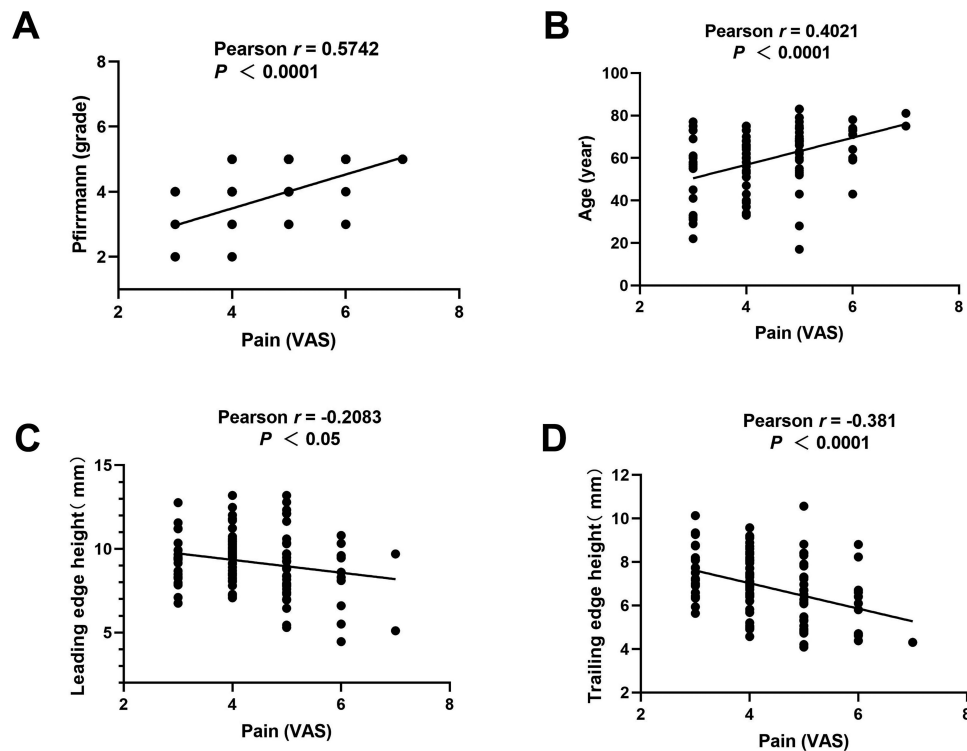 A
Pearson r = 0.5742
P < 0.0001
Pfirrmann (grade)
8
6
4
2
2 4 6 8
Pain (VAS)
B
Pearson r = 0.4021
P < 0.0001
Age (year)
100
80
60
40
20
0
2 4 6 8
Pain (VAS)
C
Pearson r = -0.2083
P < 0.05
Leading edge height( mm)
15
10
5
2 4 6 8
Pain (VAS)
D
Pearson r = -0.381
P < 0.0001
Trailing edge height( mm)
12
10
8
6
4
2
2 4 6 8
Pain (VAS)